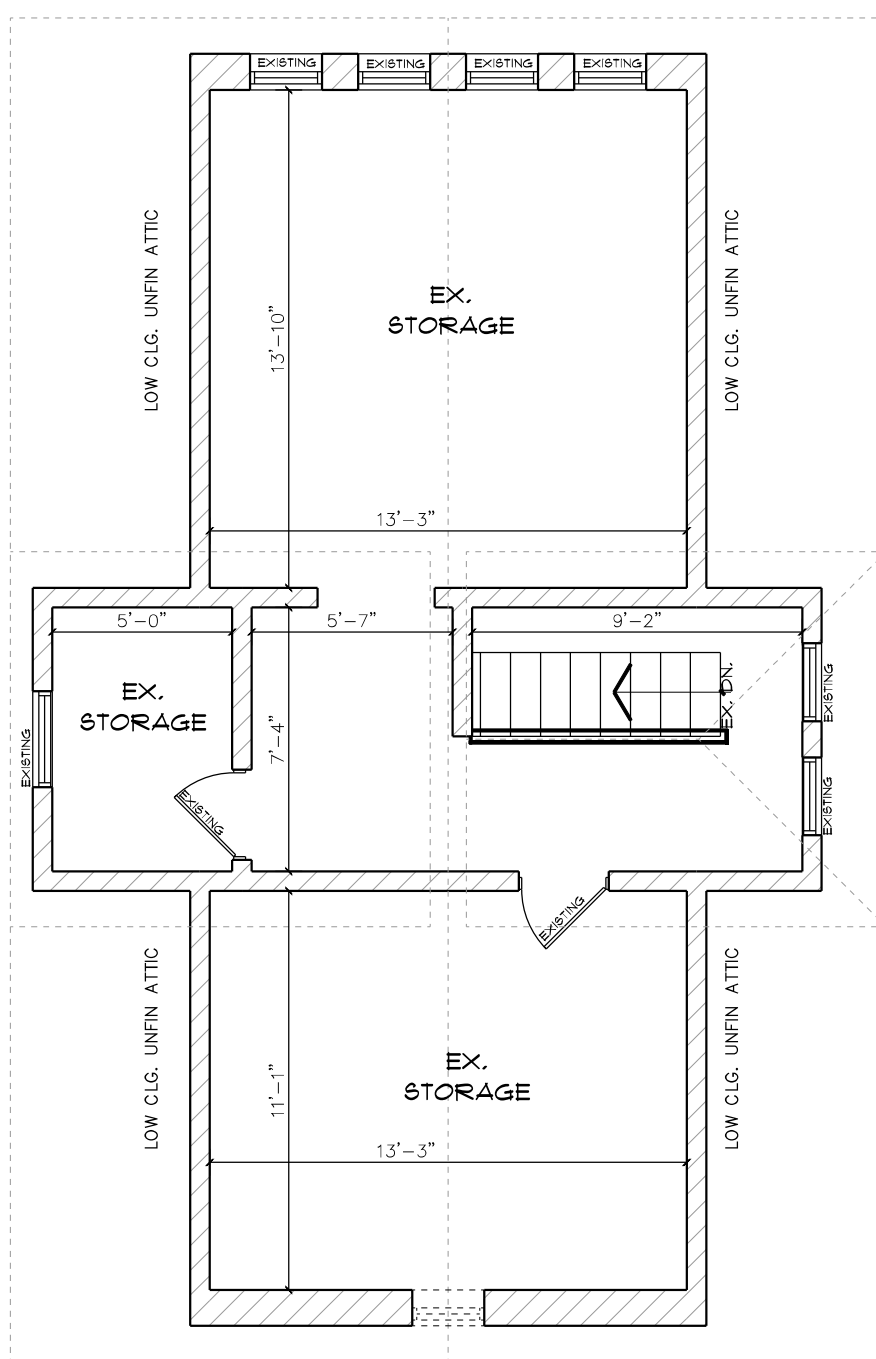 EXISTING
EXISTING
EXISTING
EXISTING
LOW CLG. UNFIN ATTIC
LOW CLG. UNFIN ATTIC
EX.
STORAGE
13'-10"
13'-3"
5'-0"
5'-7"
9'-2"
EX.
STORAGE
EX. DN.
EXISTING
7'-4"
EXISTING
EXISTING
EXISTING
EXISTING
LOW CLG. UNFIN ATTIC
LOW CLG. UNFIN ATTIC
EX.
STORAGE
11'-1"
13'-3"